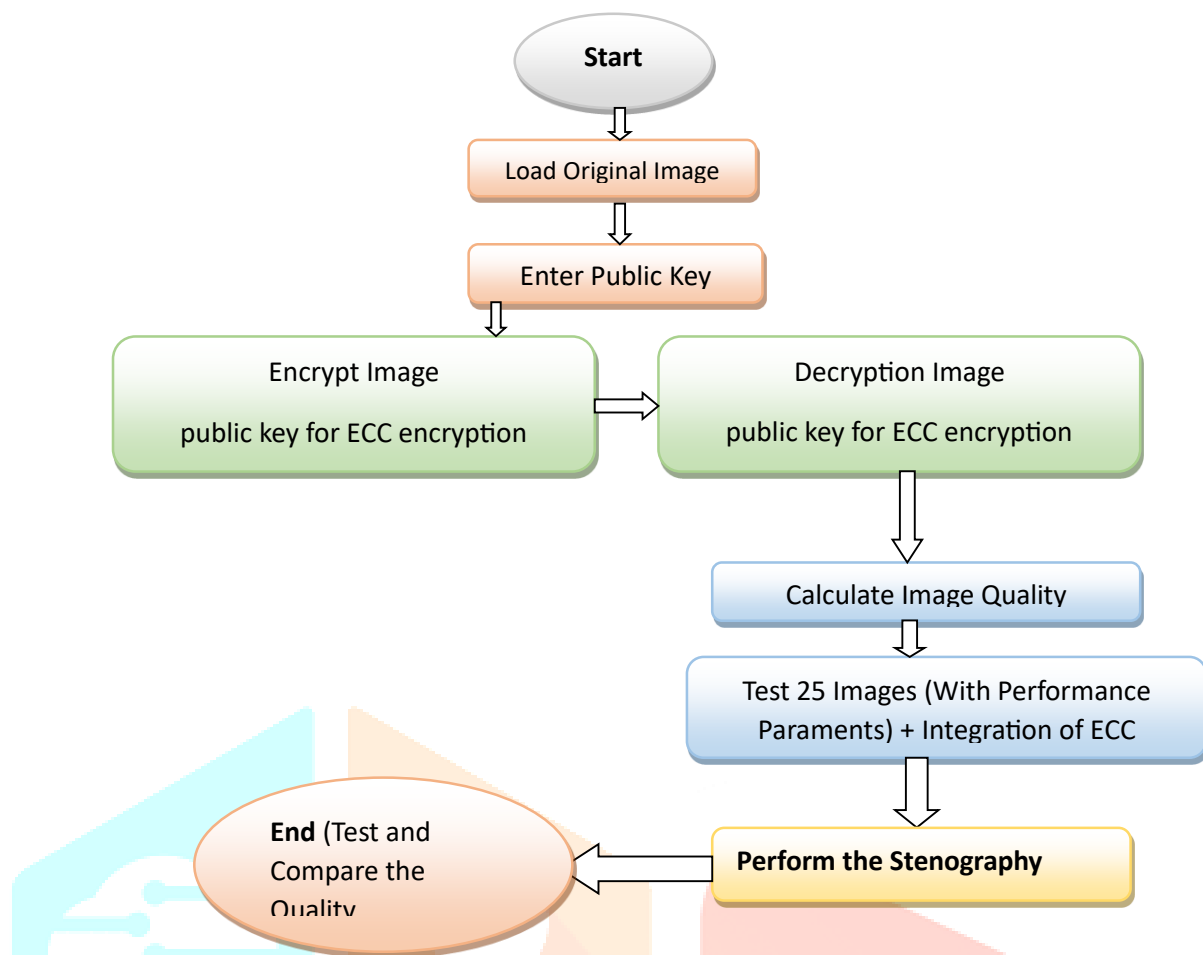 Start
Load Original Image
Enter Public Key
Encrypt Image
public key for ECC encryption
Decryption Image
public key for ECC encryption
Calculate Image Quality
Test 25 Images (With Performance
Paraments) + Integration of ECC
Perform the Stenography
End (Test and
Compare the
Quality